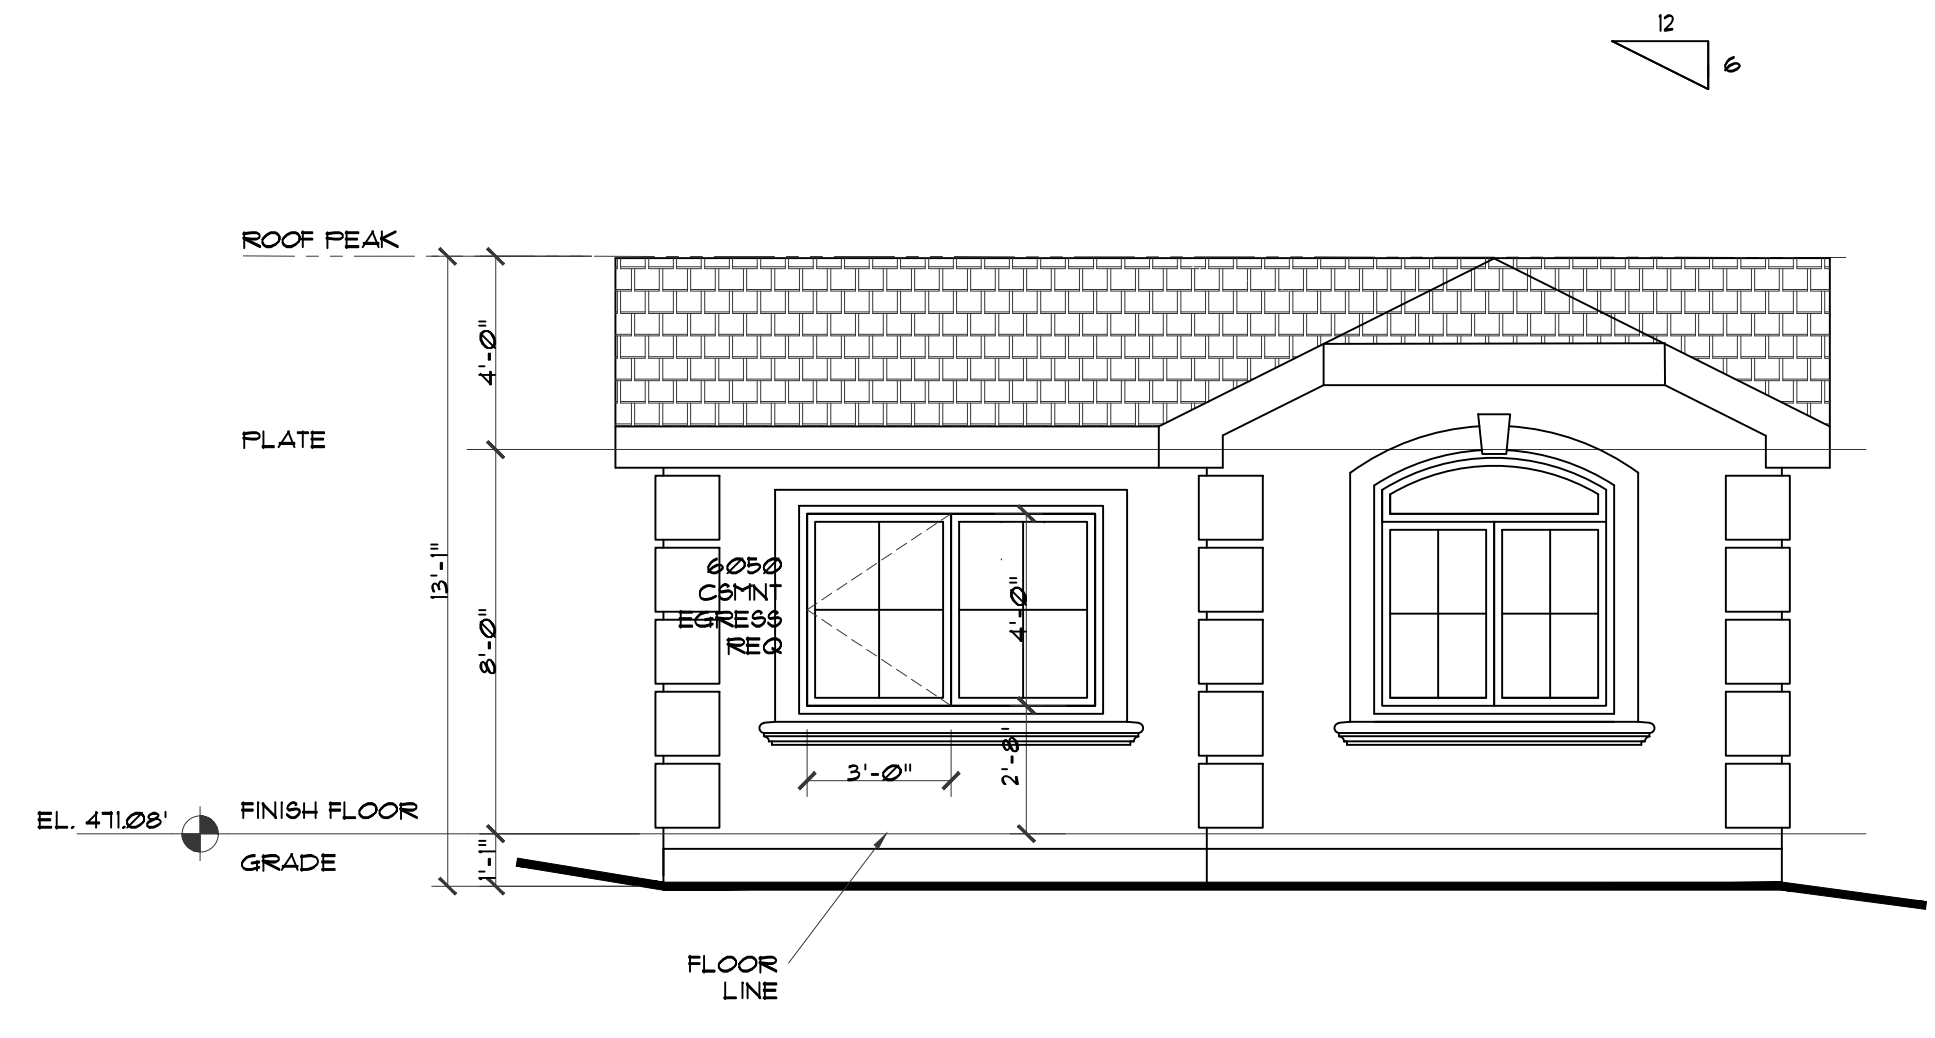 12
6
ROOF PEAK
4'-0"
PLATE
13'-1"
8'-0"
6050
CSMNT
EGRESS
REQ
4'-0"
2'-8"
3'-0"
EL. 471.08'
FINISH FLOOR
GRADE
1'-1"
FLOOR
LINE